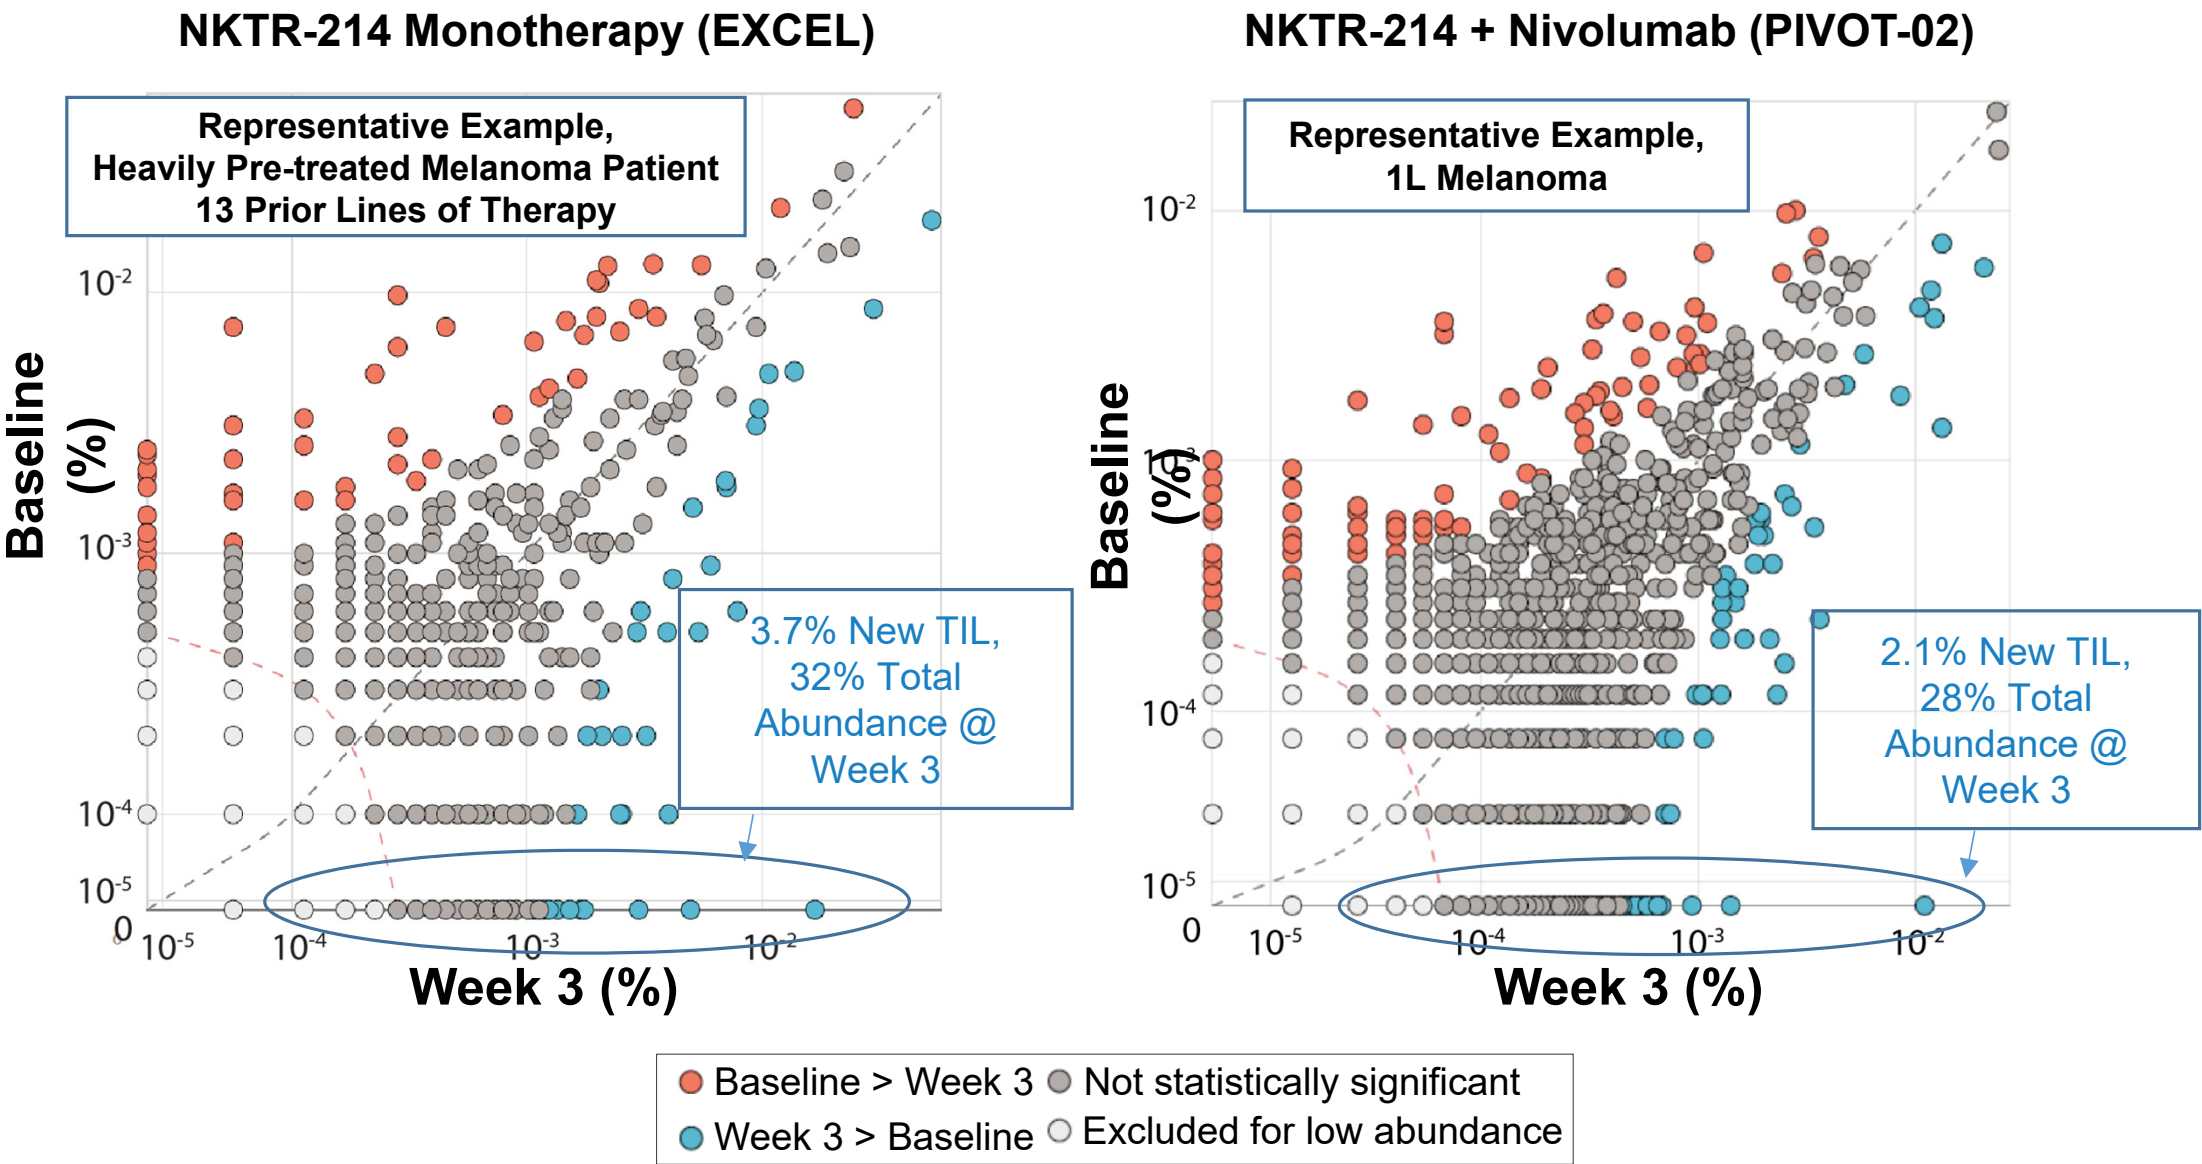 NKTR-214 Monotherapy (EXCEL)
Representative Example,
Heavily Pre-treated Melanoma Patient
13 Prior Lines of Therapy
Baseline
(%)
10-2
10-3
10-4
10-5
0
0
10-5
10-4
10-3
10-2
Week 3 (%)
3.7% New TIL,
32% Total
Abundance @
Week 3
NKTR-214 + Nivolumab (PIVOT-02)
Representative Example,
1L Melanoma
Baseline
(%)
10-2
10-3
10-4
10-5
0
10-5
10-4
10-3
10-2
Week 3 (%)
2.1% New TIL,
28% Total
Abundance @
Week 3
Baseline > Week 3
Not statistically significant
Week 3 > Baseline
Excluded for low abundance